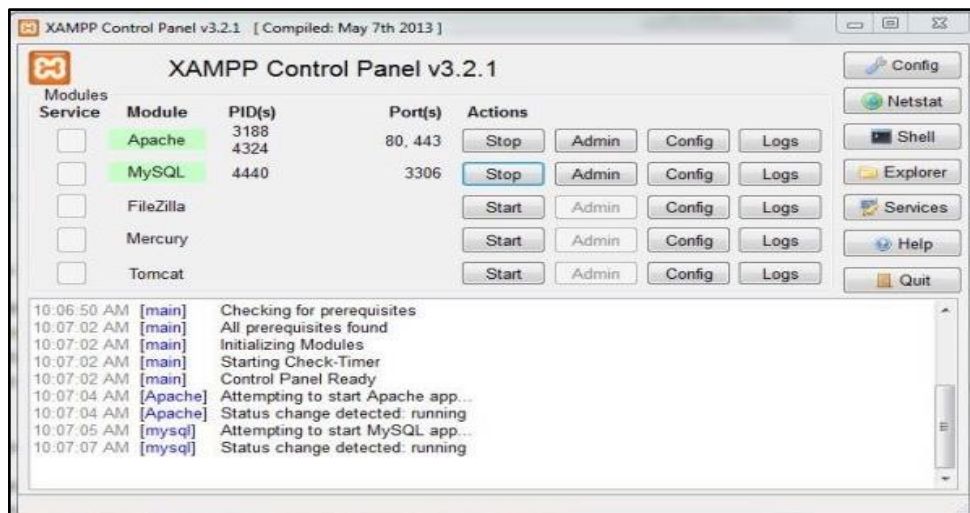 XAMPP Control Panel v3.2.1 [ Compiled: May 7th 2013 ]
XAMPP Control Panel v3.2.1
Config
Modules
Service Module PID(s) Port(s) Actions
Netstat
Apache 3188 4324 80, 443 Stop Admin Config Logs
Shell
MySQL 4440 3306 Stop Admin Config Logs
Explorer
FileZilla Start Admin Config Logs
Services
Mercury Start Admin Config Logs
Help
Tomcat Start Admin Config Logs
Quit
10:06:50 AM [main] Checking for prerequisites
10:07:02 AM [main] All prerequisites found
10:07:02 AM [main] Initializing Modules
10:07:02 AM [main] Starting Check-Timer
10:07:02 AM [main] Control Panel Ready
10:07:04 AM [Apache] Attempting to start Apache app...
10:07:04 AM [Apache] Status change detected: running
10:07:05 AM [mysql] Attempting to start MySQL app...
10:07:07 AM [mysql] Status change detected: running